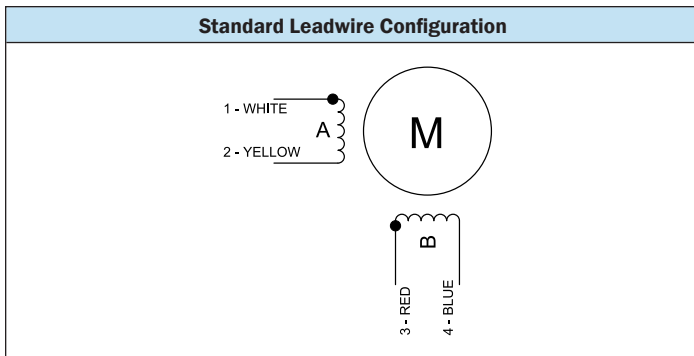 Standard Leadwire Configuration
1 - WHITE
A
2 - YELLOW
M
B
3 - RED
4 - BLUE